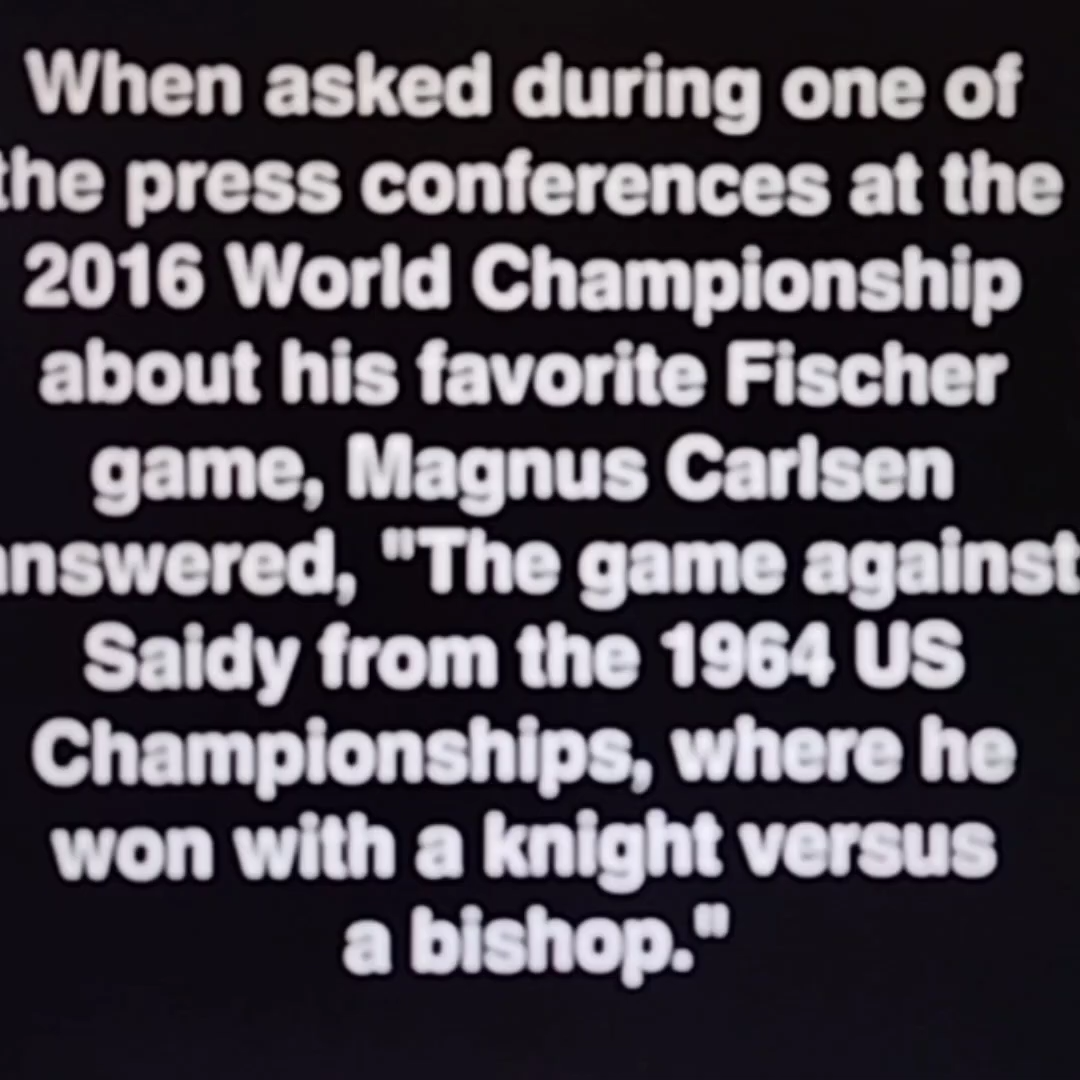 When asked during one of
the press conferences at the
2016 World Championship
about his favorite Fischer
game, Magnus Carlsen
answered, "The game against
Saidy from the 1964 US
Championships, where he
won with a knight versus
a bishop."